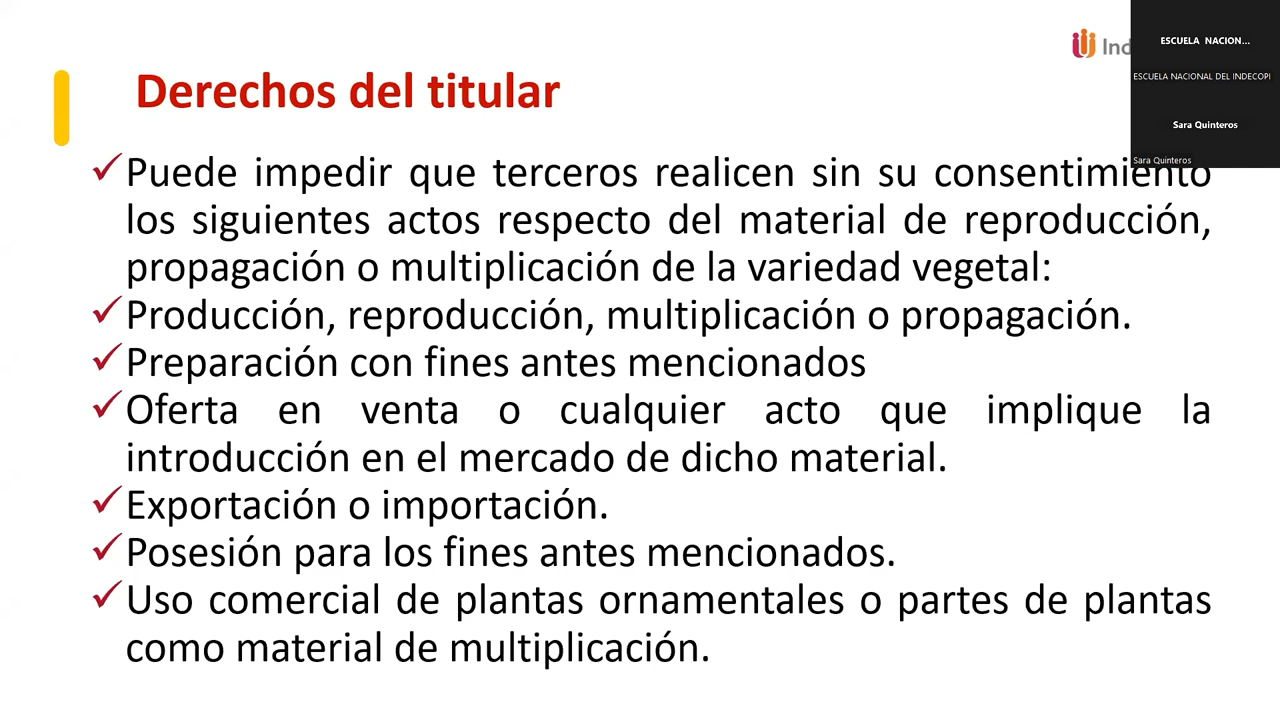 Inde
ESCUELA NACION...
ESCUELA NACIONAL DEL INDECOPI
Sara Quinteros
Sara Quinteros
Derechos del titular
✓Puede impedir que terceros realicen sin su consentimiento
los siguientes actos respecto del material de reproducción,
propagación o multiplicación de la variedad vegetal:
✓Producción, reproducción, multiplicación o propagación.
✓Preparación con fines antes mencionados
✓Oferta en venta o cualquier acto que implique la
introducción en el mercado de dicho material.
✓Exportación o importación.
✓Posesión para los fines antes mencionados.
✓Uso comercial de plantas ornamentales o partes de plantas
como material de multiplicación.